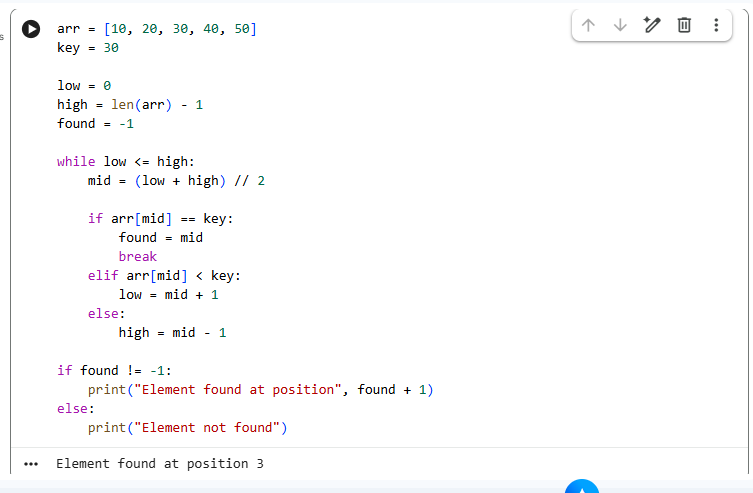 arr = [10, 20, 30, 40, 50]
key = 30

low = 0
high = len(arr) - 1
found = -1

while low <= high:
    mid = (low + high) // 2

    if arr[mid] == key:
        found = mid
        break
    elif arr[mid] < key:
        low = mid + 1
    else:
        high = mid - 1

if found != -1:
    print("Element found at position", found + 1)
else:
    print("Element not found")

Element found at position 3